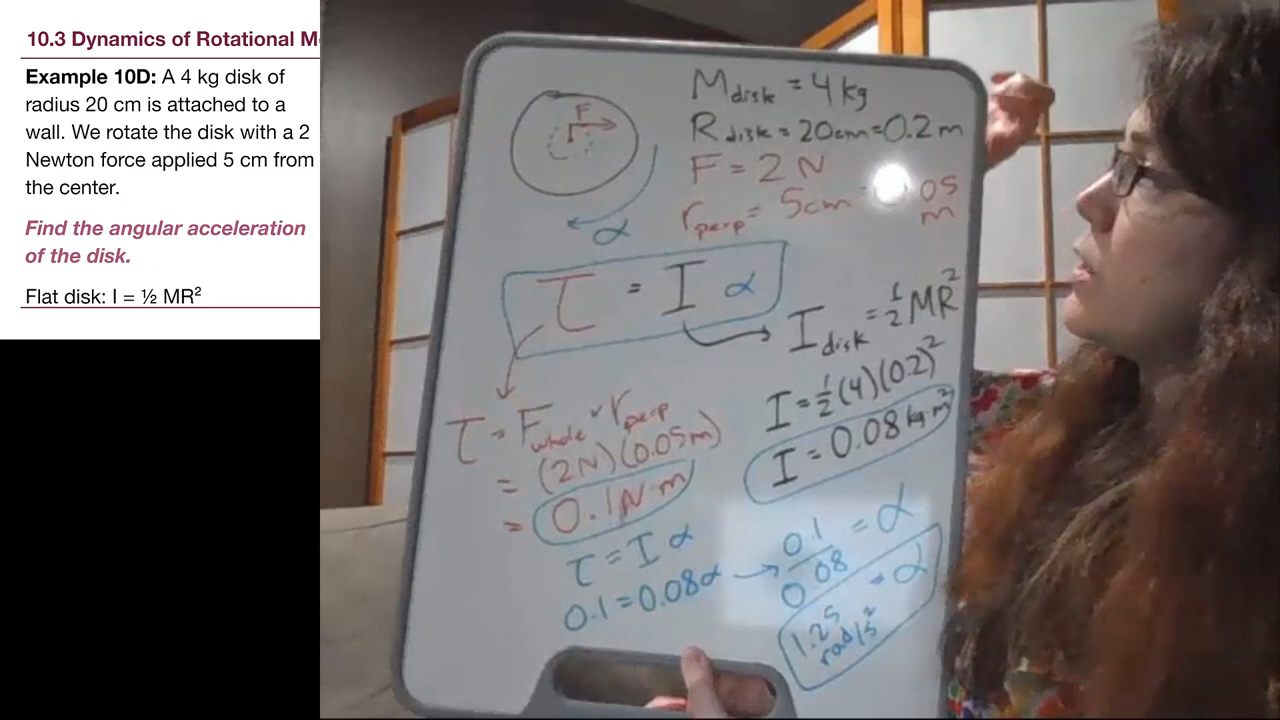 10.3 Dynamics of Rotational M
Example 10D: A 4 kg disk of
radius 20 cm is attached to a
wall. We rotate the disk with a 2
Newton force applied 5 cm from
the center.
Find the angular acceleration
of the disk.
Flat disk: I = ½ MR²
F
α
M disk = 4 kg
R disk = 20cm = 0.2 m
F = 2 N
r perp = 5cm = 05 m
τ = I α
I disk = 1/2 MR²
I = 1/2 (4)(0.2)²
I = 0.08 kg·m²
τ = F whole · r perp
= (2N)(0.05m)
= 0.1 N·m
τ = I α
0.1 = 0.08α → 0.1/0.08 = α
1.25 rad/s² = α